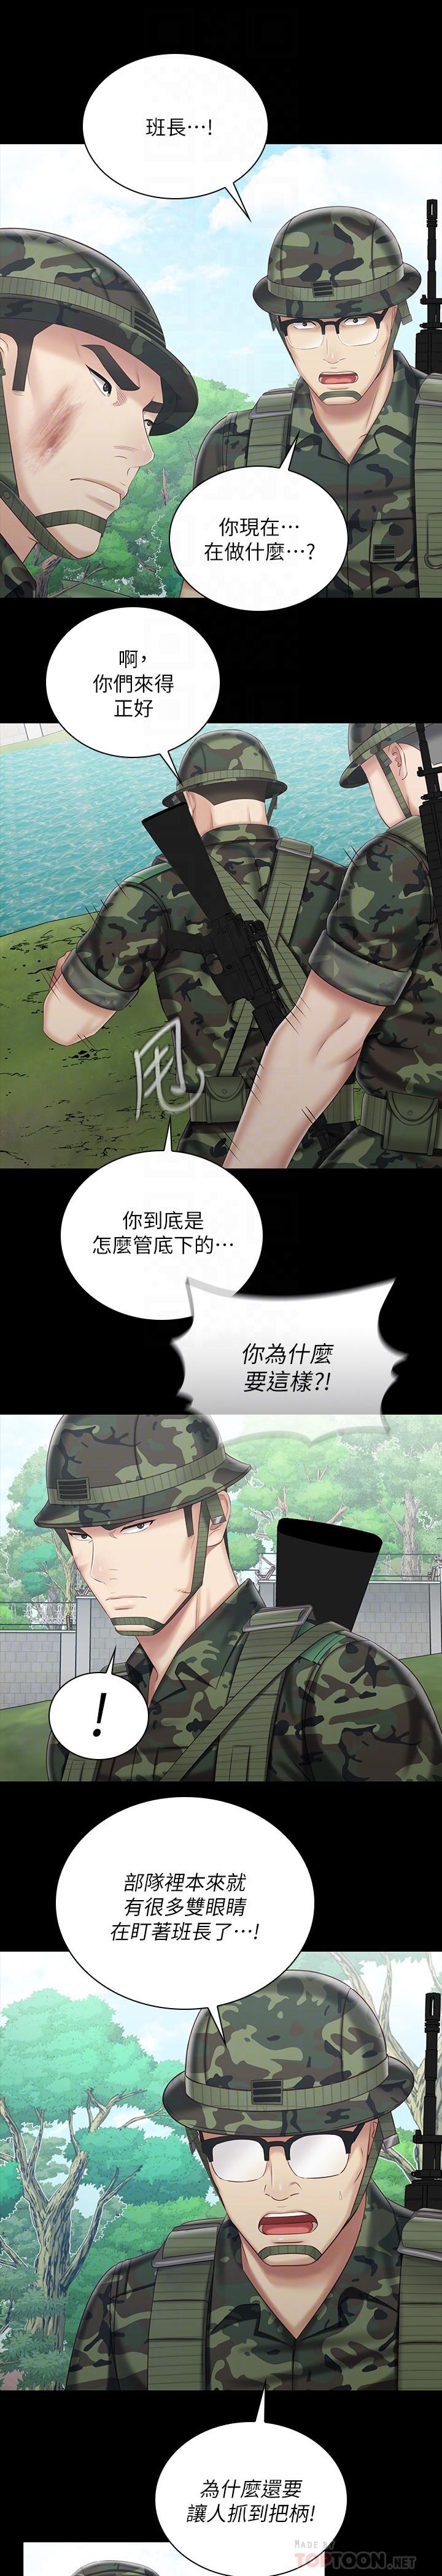 班長⋯!
你現在⋯
在做什麼⋯?
啊，
你們來得
正好
甩
你到底是
怎麼管底下的⋯
你為什麼
要這樣?!
!
部隊裡本來就
有很多雙眼睛
在盯著班長了⋯!
為什麼還要
讓人抓到把柄!
Made by
TOPTOON.NET